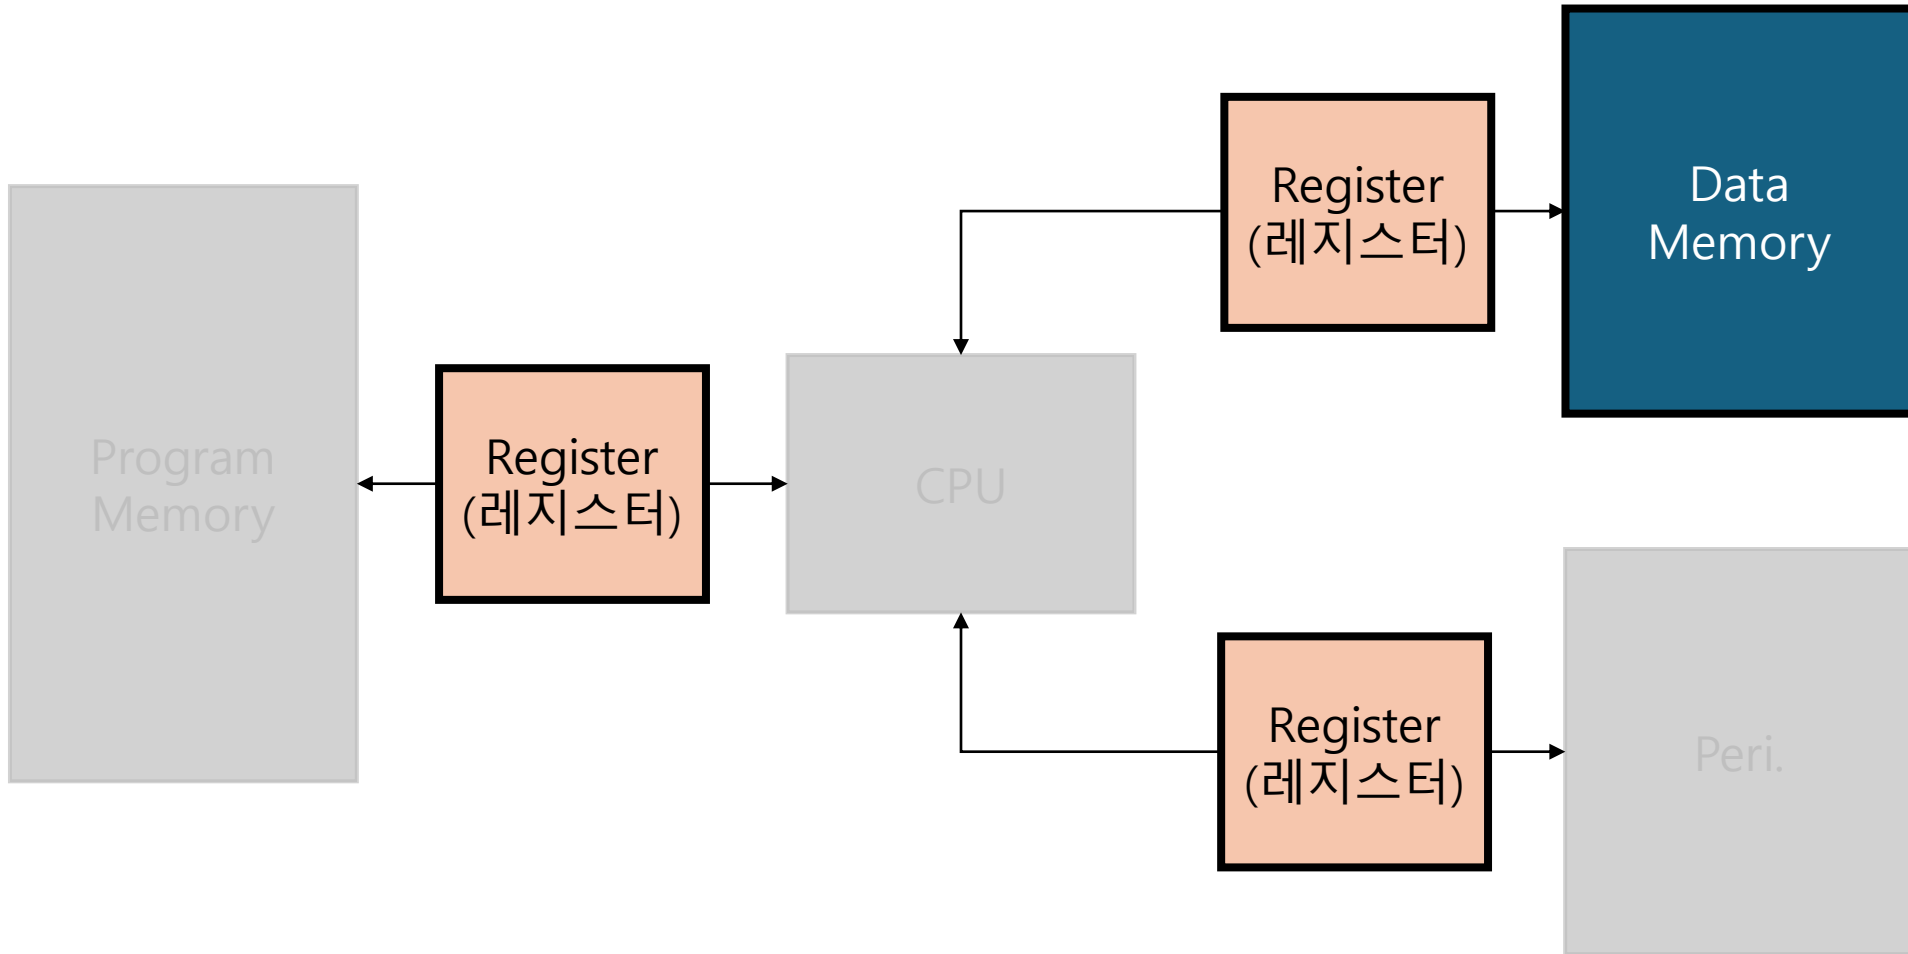 Program
Memory
Register
(레지스터)
CPU
Register
(레지스터)
Data
Memory
Register
(레지스터)
Peri.